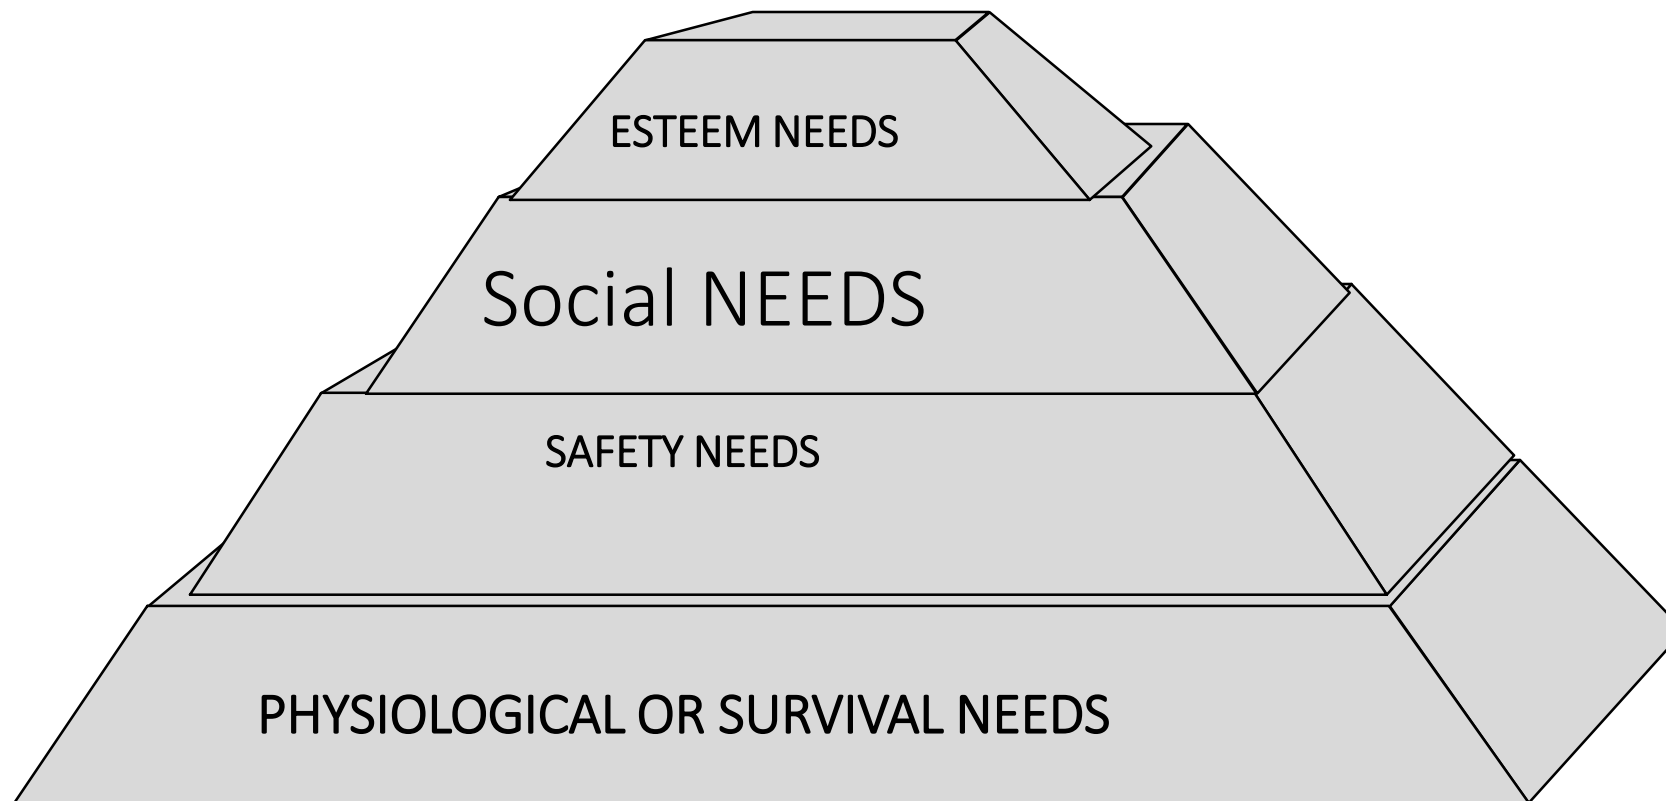 ESTEEM NEEDS
Social NEEDS
SAFETY NEEDS
PHYSIOLOGICAL OR SURVIVAL NEEDS